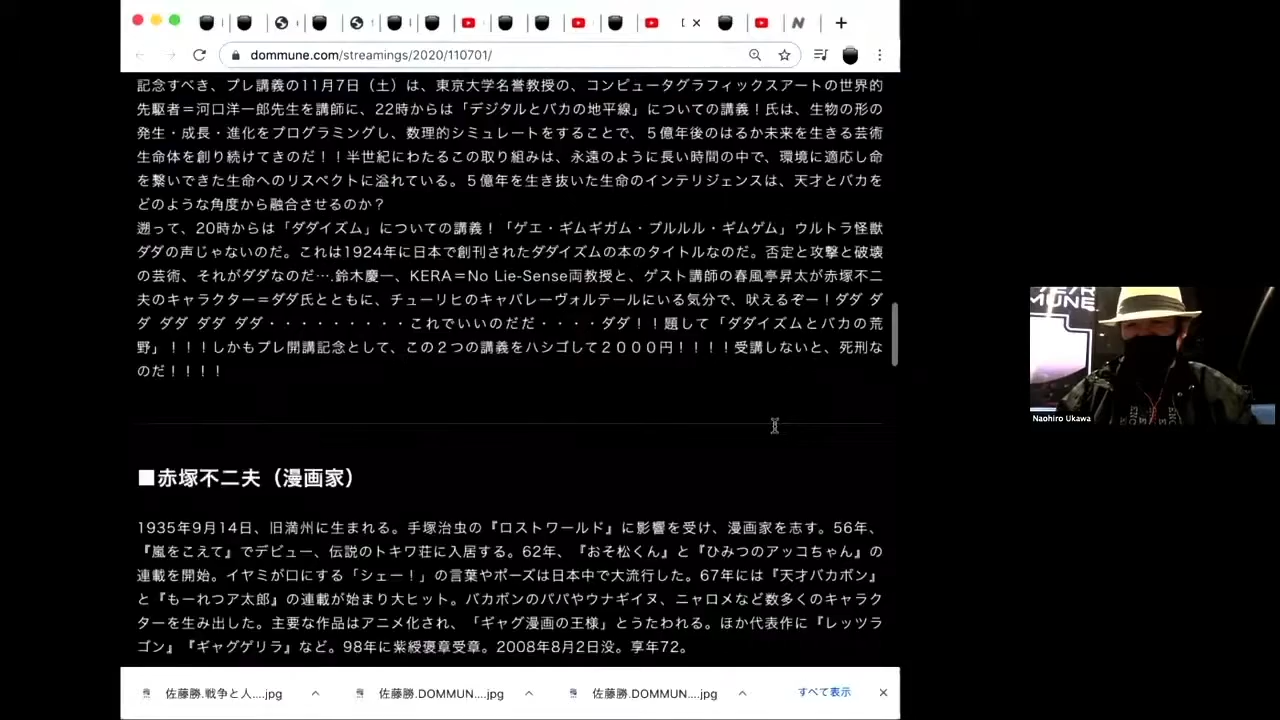 dommune.com/streamings/2020/110701/
記念すべき、プレ講義の11月7日（土）は、東京大学名誉教授の、コンピュータグラフィックスアートの世界的
先駆者＝河口洋一郎先生を講師に、22時からは「デジタルとバカの地平線」についての講義！氏は、生物の形の
発生・成長・進化をプログラミングし、数理的シミュレートをすることで、５億年後のはるか未来を生きる芸術
生命体を創り続けてきのだ！！半世紀にわたるこの取り組みは、永遠のように長い時間の中で、環境に適応し命
を繋いできた生命へのリスペクトに溢れている。５億年を生き抜いた生命のインテリジェンスは、天才とバカを
どのような角度から融合させるのか？
遡って、20時からは「ダダイズム」についての講義！「ゲエ・ギムギガム・プルルル・ギムゲム」ウルトラ怪獣
ダダの声じゃないのだ。これは1924年に日本で創刊されたダダイズムの本のタイトルなのだ。否定と攻撃と破壊
の芸術、それがダダなのだ….鈴木慶一、KERA＝No Lie-Sense両教授と、ゲスト講師の春風亭昇太が赤塚不二
夫のキャラクター＝ダダ氏とともに、チューリヒのキャバレーヴォルテールにいる気分で、吠えるぞー！ダダ ダ
ダ ダダ ダダ ダダ・・・・・・・・・これでいいのだだ・・・・ダダ！！題して「ダダイズムとバカの荒
野」！！！しかもプレ開講記念として、この２つの講義をハシゴして２０００円！！！！受講しないと、死刑な
のだ！！！！
■赤塚不二夫（漫画家）
1935年9月14日、旧満州に生まれる。手塚治虫の『ロストワールド』に影響を受け、漫画家を志す。56年、
『嵐をこえて』でデビュー、伝説のトキワ荘に入居する。62年、『おそ松くん』と『ひみつのアッコちゃん』の
連載を開始。イヤミが口にする「シェー！」の言葉やポーズは日本中で大流行した。67年には『天才バカボン』
と『もーれつア太郎』の連載が始まり大ヒット。バカボンのパパやウナギイヌ、ニャロメなど数多くのキャラク
ターを生み出した。主要な作品はアニメ化され、「ギャグ漫画の王様」とうたわれる。ほか代表作に『レッツラ
ゴン』『ギャグゲリラ』など。98年に紫綬褒章受章。2008年8月2日没。享年72。
佐藤勝.戦争と人....jpg
佐藤勝.DOMMUN....jpg
佐藤勝.DOMMUN....jpg
すべて表示
MUNE
Naohiro Ukawa